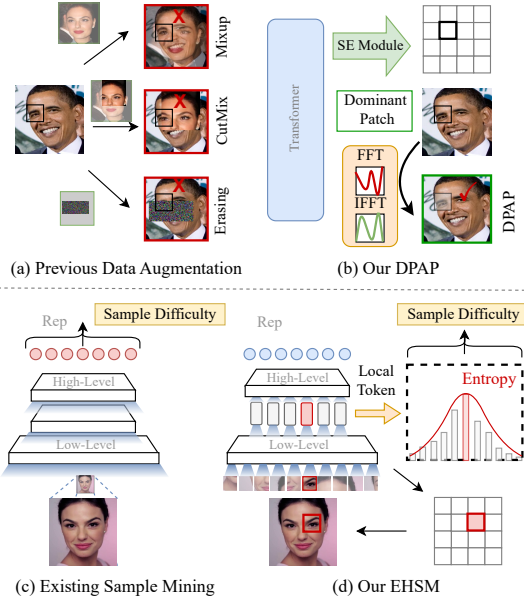 X
Mixup
X
CutMix
X
Erasing
(a) Previous Data Augmentation
Transformer
SE Module
Dominant
Patch
FFT
IFFT
DPAP
(b) Our DPAP
Rep
Sample Difficulty
High-Level
Low-Level
(c) Existing Sample Mining
Rep
Sample Difficulty
High-Level
Local
Token
Entropy
Low-Level
(d) Our EHSM